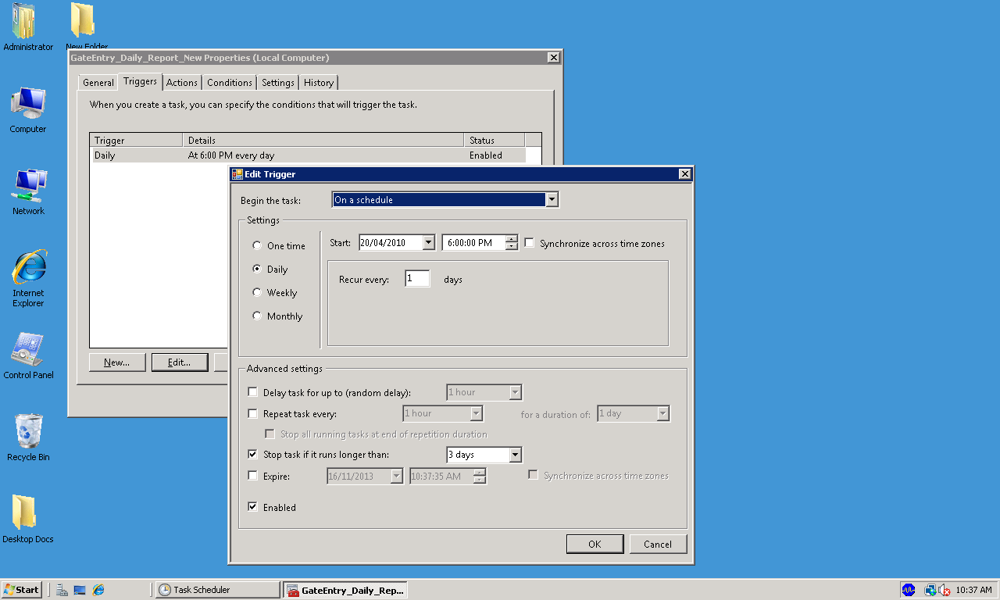 Administrator
New Folder
GateEntry_Daily_Report_New Properties (Local Computer)
General Triggers Actions Conditions Settings History
When you create a task, you can specify the conditions that will trigger the task.
Computer
Trigger Details Status
Daily At 6:00 PM every day Enabled
Edit Trigger
Begin the task: On a schedule
Network
Settings
One time
Start: 20/04/2010 6:00:00 PM Synchronize across time zones
Daily
Recur every: 1 days
Weekly
Monthly
Internet
Explorer
New... Edit...
Control Panel
Advanced settings
Delay task for up to (random delay): 1 hour
Repeat task every: 1 hour for a duration of: 1 day
Stop all running tasks at end of repetition duration
Stop task if it runs longer than: 3 days
Recycle Bin
Expire: 16/11/2013 10:37:35 AM Synchronize across time zones
Enabled
Desktop Docs
OK Cancel
Start Task Scheduler GateEntry_Daily_Rep... 10:37 AM